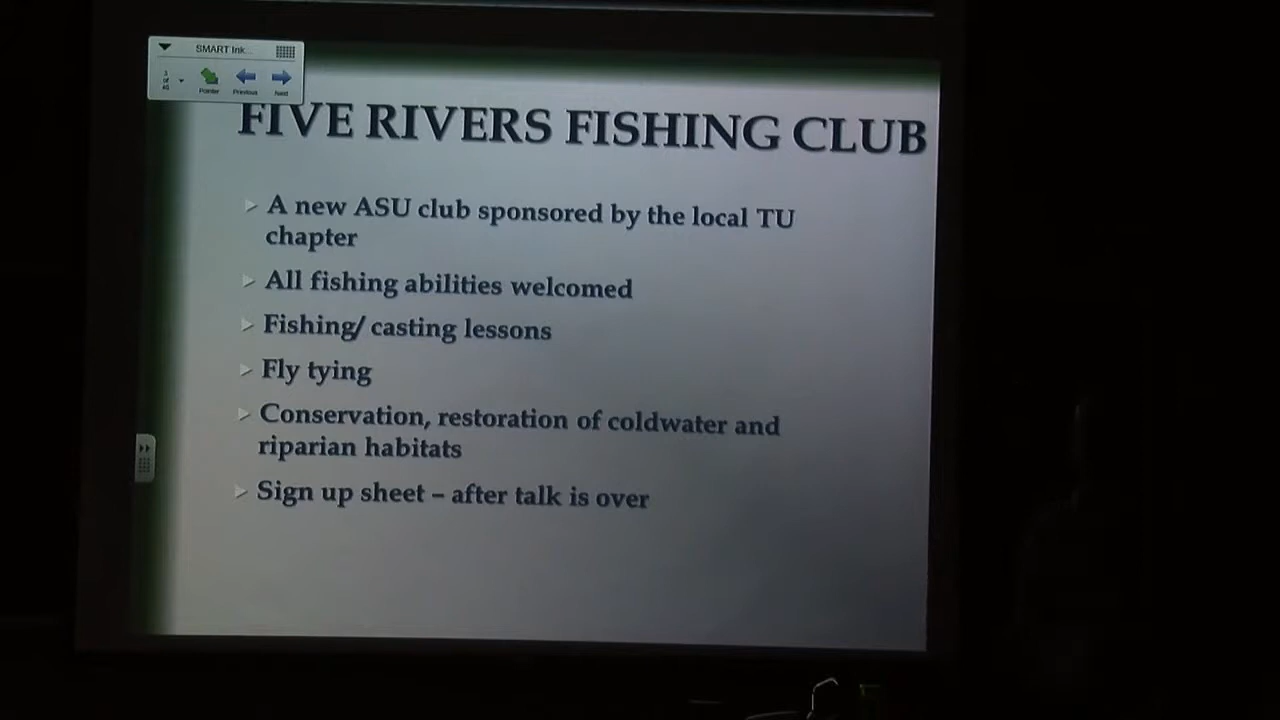 SMART Ink...
Pointer Previous Next
FIVE RIVERS FISHING CLUB
A new ASU club sponsored by the local TU
chapter
All fishing abilities welcomed
Fishing/ casting lessons
Fly tying
Conservation, restoration of coldwater and
riparian habitats
Sign up sheet – after talk is over